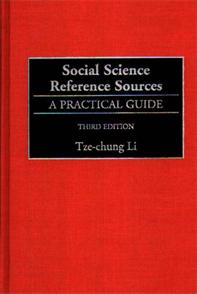 Social Science
Reference Sources
A PRACTICAL GUIDE
THIRD EDITION
Tze-chung Li